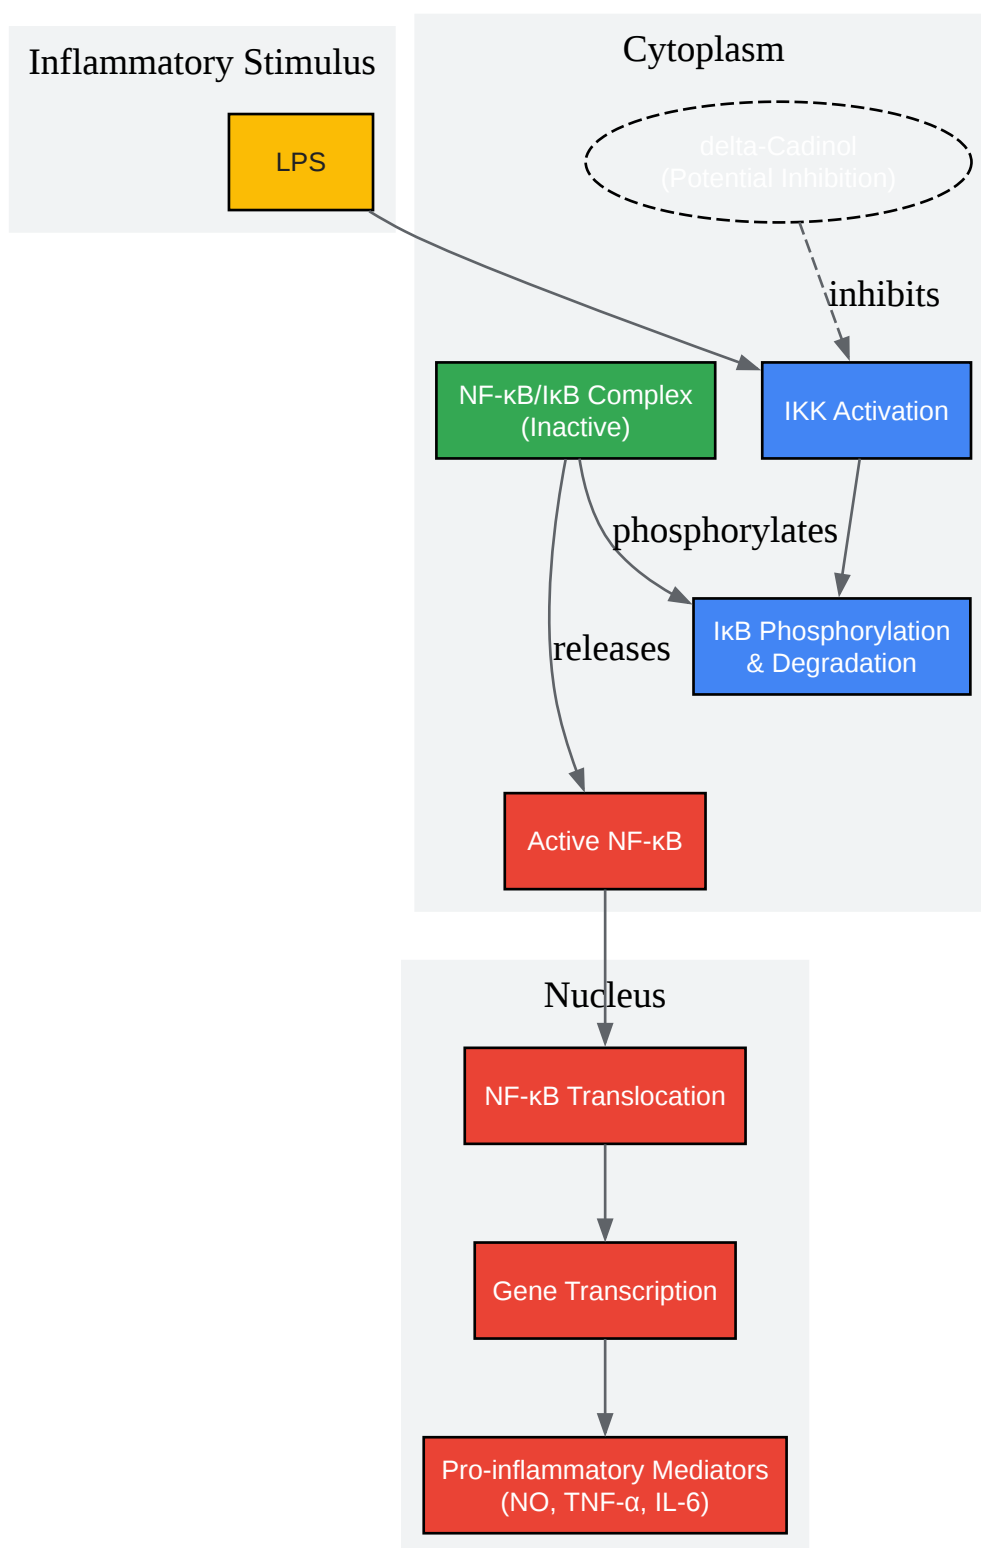 Inflammatory Stimulus
Cytoplasm
LPS
delta-Cadinol
(Potential Inhibition)
inhibits
NF-κB/IκB Complex
(Inactive)
IKK Activation
phosphorylates
IκB Phosphorylation
& Degradation
releases
Active NF-κB
Nucleus
NF-κB Translocation
Gene Transcription
Pro-inflammatory Mediators
(NO, TNF-α, IL-6)